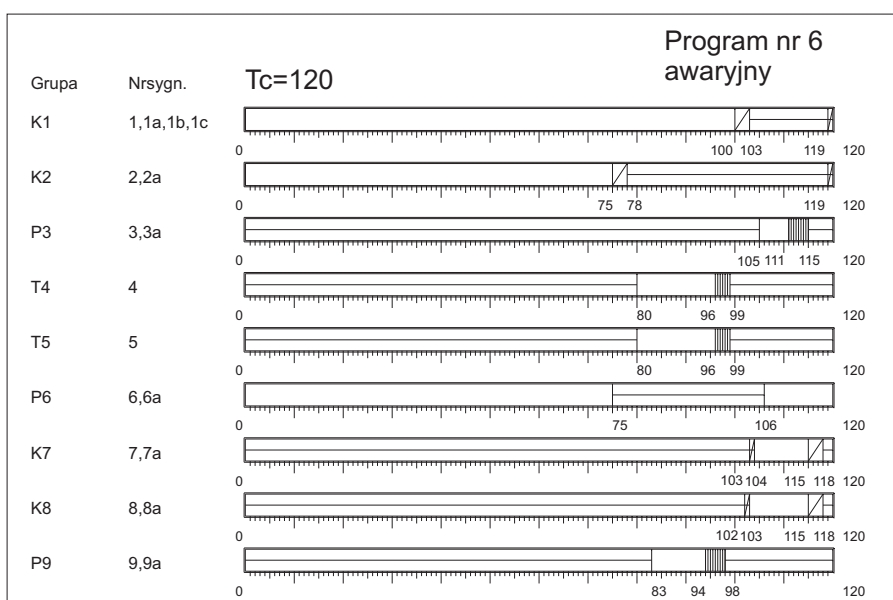 Program nr 6
awaryjny
Grupa Nrsygn. Tc=120
K1 1,1a,1b,1c
0 100 103 119 120
K2 2,2a
0 75 78 119 120
P3 3,3a
0 105 111 115 120
T4 4
0 80 96 99 120
T5 5
0 80 96 99 120
P6 6,6a
0 75 106 120
K7 7,7a
0 103 104 115 118 120
K8 8,8a
0 102 103 115 118 120
P9 9,9a
0 83 94 98 120